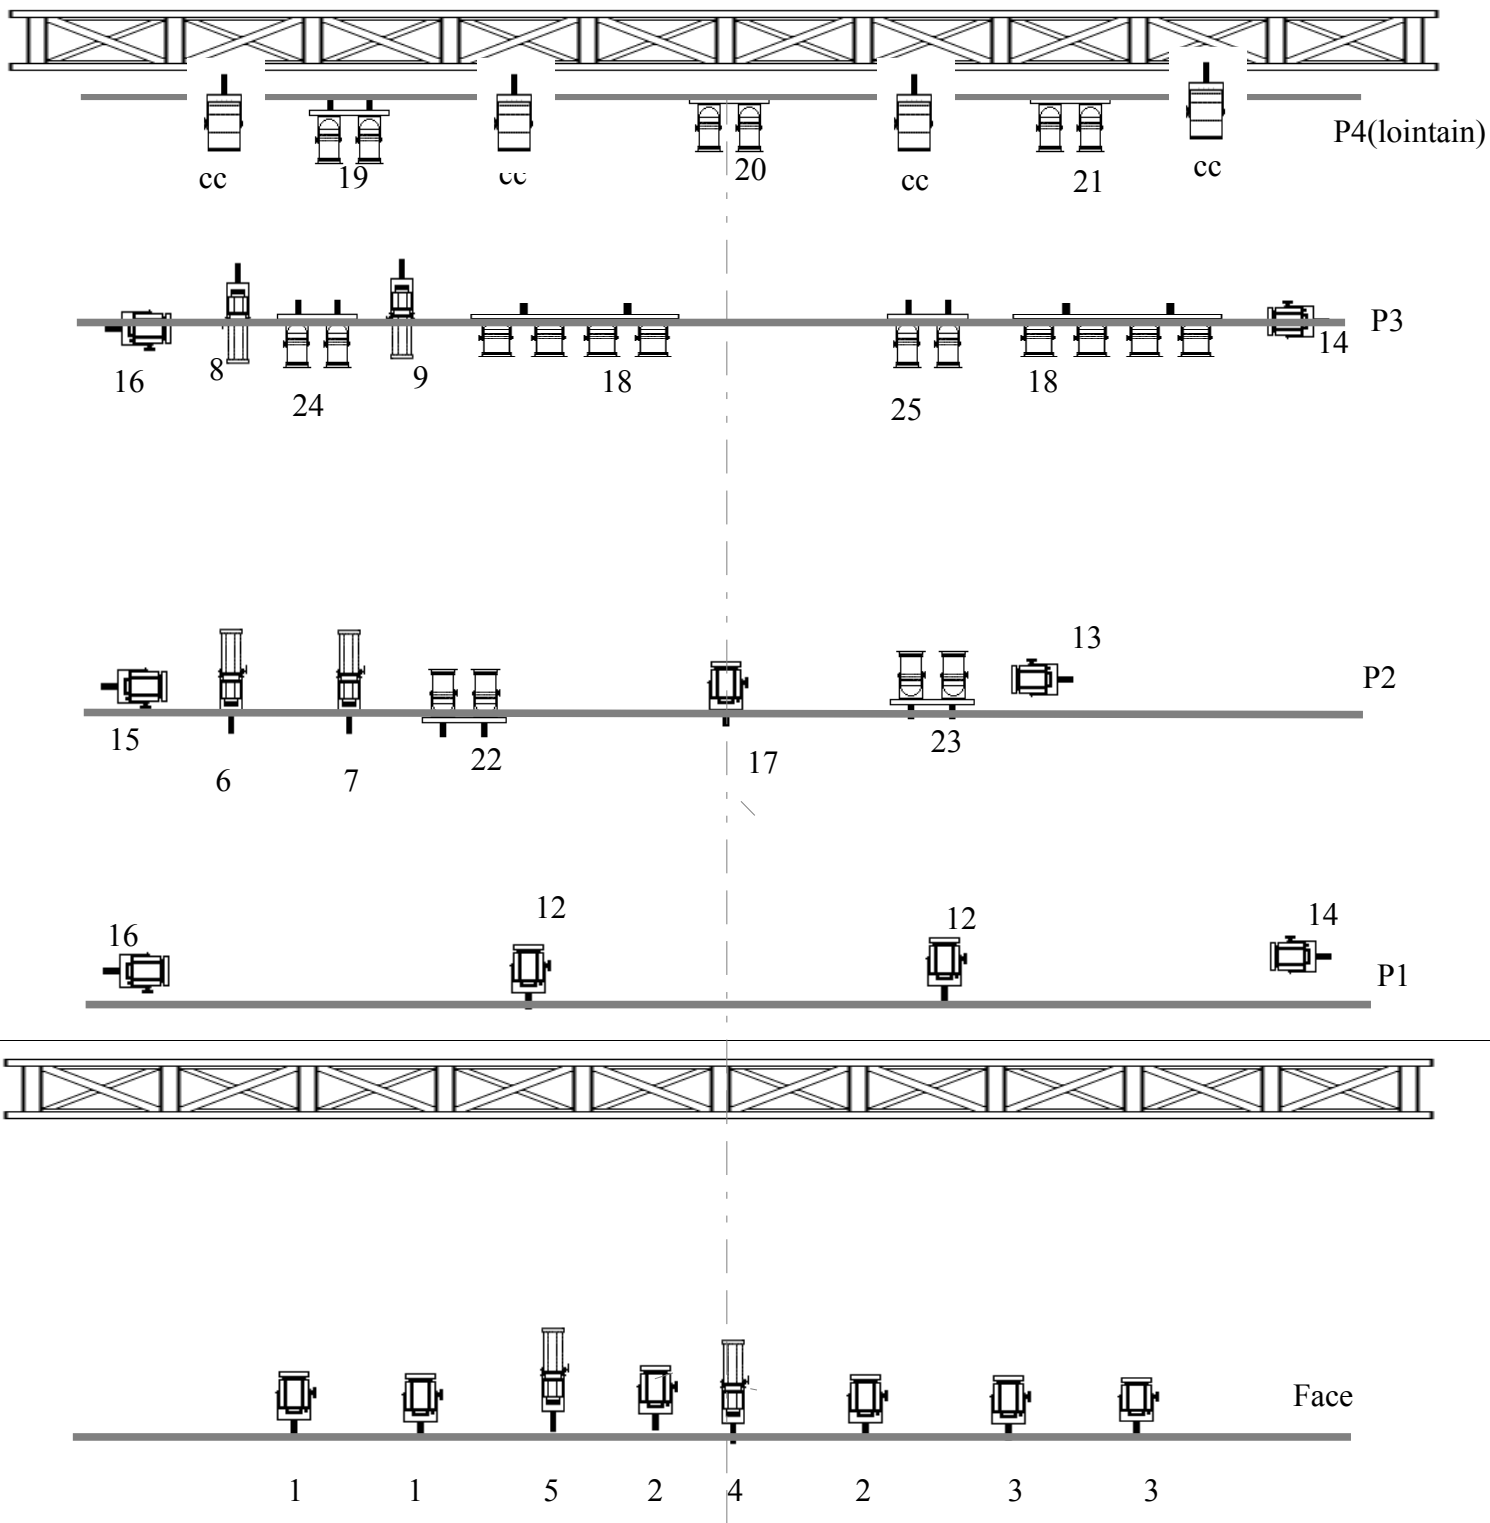 P4(lointain)
cc 19 cc 20 cc 21 cc
P3
16 8 24 9 18 25 18 14
13
P2
15 6 7 22 17 23
12 12 14
16
P1
Face
1 1 5 2 4 2 3 3